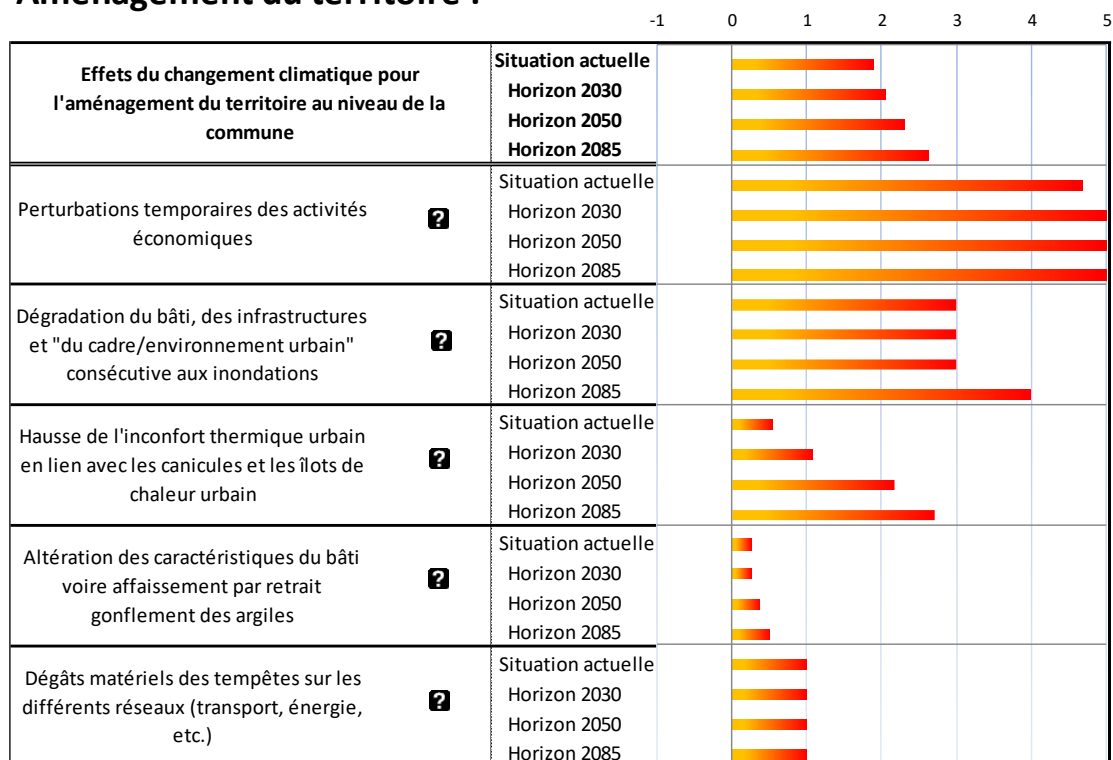 Aménagement du territoire :
-1 0 1 2 3 4 5
Effets du changement climatique pour
l'aménagement du territoire au niveau de la
commune
Situation actuelle
Horizon 2030
Horizon 2050
Horizon 2085
Perturbations temporaires des activités
économiques
?
Situation actuelle
Horizon 2030
Horizon 2050
Horizon 2085
Dégradation du bâti, des infrastructures
et "du cadre/environnement urbain"
consécutive aux inondations
?
Situation actuelle
Horizon 2030
Horizon 2050
Horizon 2085
Hausse de l'inconfort thermique urbain
en lien avec les canicules et les îlots de
chaleur urbain
?
Situation actuelle
Horizon 2030
Horizon 2050
Horizon 2085
Altération des caractéristiques du bâti
voire affaissement par retrait
gonflement des argiles
?
Situation actuelle
Horizon 2030
Horizon 2050
Horizon 2085
Dégâts matériels des tempêtes sur les
différents réseaux (transport, énergie,
etc.)
?
Situation actuelle
Horizon 2030
Horizon 2050
Horizon 2085